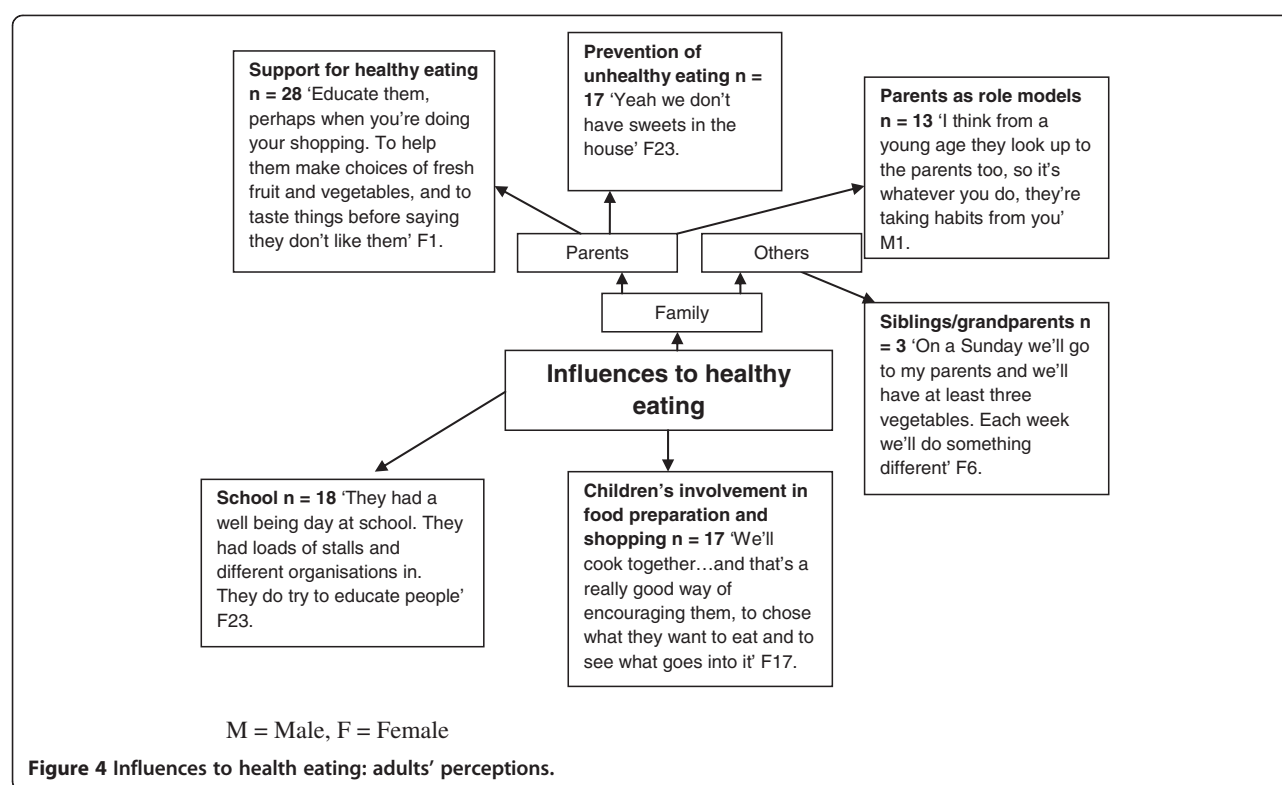 Support for healthy eating
n = 28 ‘Educate them,
perhaps when you’re doing
your shopping. To help
them make choices of fresh
fruit and vegetables, and to
taste things before saying
they don’t like them’ F1.
Prevention of
unhealthy eating n =
17 ‘Yeah we don’t
have sweets in the
house’ F23.
Parents as role models
n = 13 ‘I think from a
young age they look up to
the parents too, so it’s
whatever you do, they’re
taking habits from you’
M1.
Parents
Others
Family
Siblings/grandparents n
= 3 ‘On a Sunday we’ll go
to my parents and we’ll
have at least three
vegetables. Each week
we’ll do something
different’ F6.
Influences to healthy
eating
School n = 18 ‘They had a
well being day at school. They
had loads of stalls and
different organisations in.
They do try to educate people’
F23.
Children’s involvement in
food preparation and
shopping n = 17 ‘We’ll
cook together…and that’s a
really good way of
encouraging them, to chose
what they want to eat and to
see what goes into it’ F17.
M = Male, F = Female
Figure 4 Influences to health eating: adults’ perceptions.